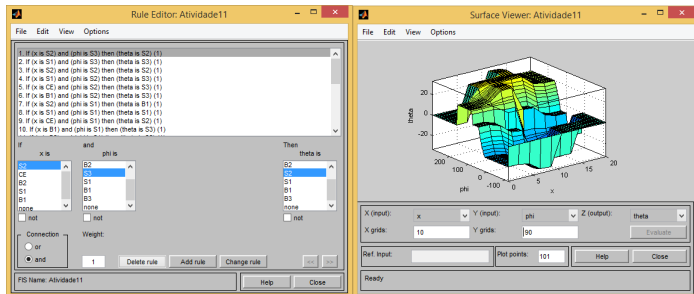 Rule Editor: Atividade11
File Edit View Options
1. If (x is S2) and (phi is S3) then (theta is S2) (1)
2. If (x is S1) and (phi is S3) then (theta is S3) (1)
3. If (x is S2) and (phi is S2) then (theta is S3) (1)
4. If (x is S1) and (phi is S2) then (theta is S3) (1)
5. If (x is CE) and (phi is S2) then (theta is S3) (1)
6. If (x is B1) and (phi is S2) then (theta is S3) (1)
7. If (x is S2) and (phi is S1) then (theta is B1) (1)
8. If (x is S1) and (phi is S1) then (theta is S1) (1)
9. If (x is CE) and (phi is S1) then (theta is S2) (1)
10. If (x is B1) and (phi is S1) then (theta is S3) (1)
If and Then
x is phi is theta is
S2 B2 B2
CE S3 S2
B2 S1 S1
S1 B1 B1
B1 B3 B3
none none none
not not not
Connection Weight:
or
and 1 Delete rule Add rule Change rule << >>
FIS Name: Atividade11 Help Close
Surface Viewer: Atividade11
File Edit View Options
theta
20
0
-20
200
100
0
-100
phi
0
5
10
15
20
x
X (input): x Y (input): phi Z (output): theta
X grids: 10 Y grids: 90 Evaluate
Ref. Input: Plot points: 101 Help Close
Ready